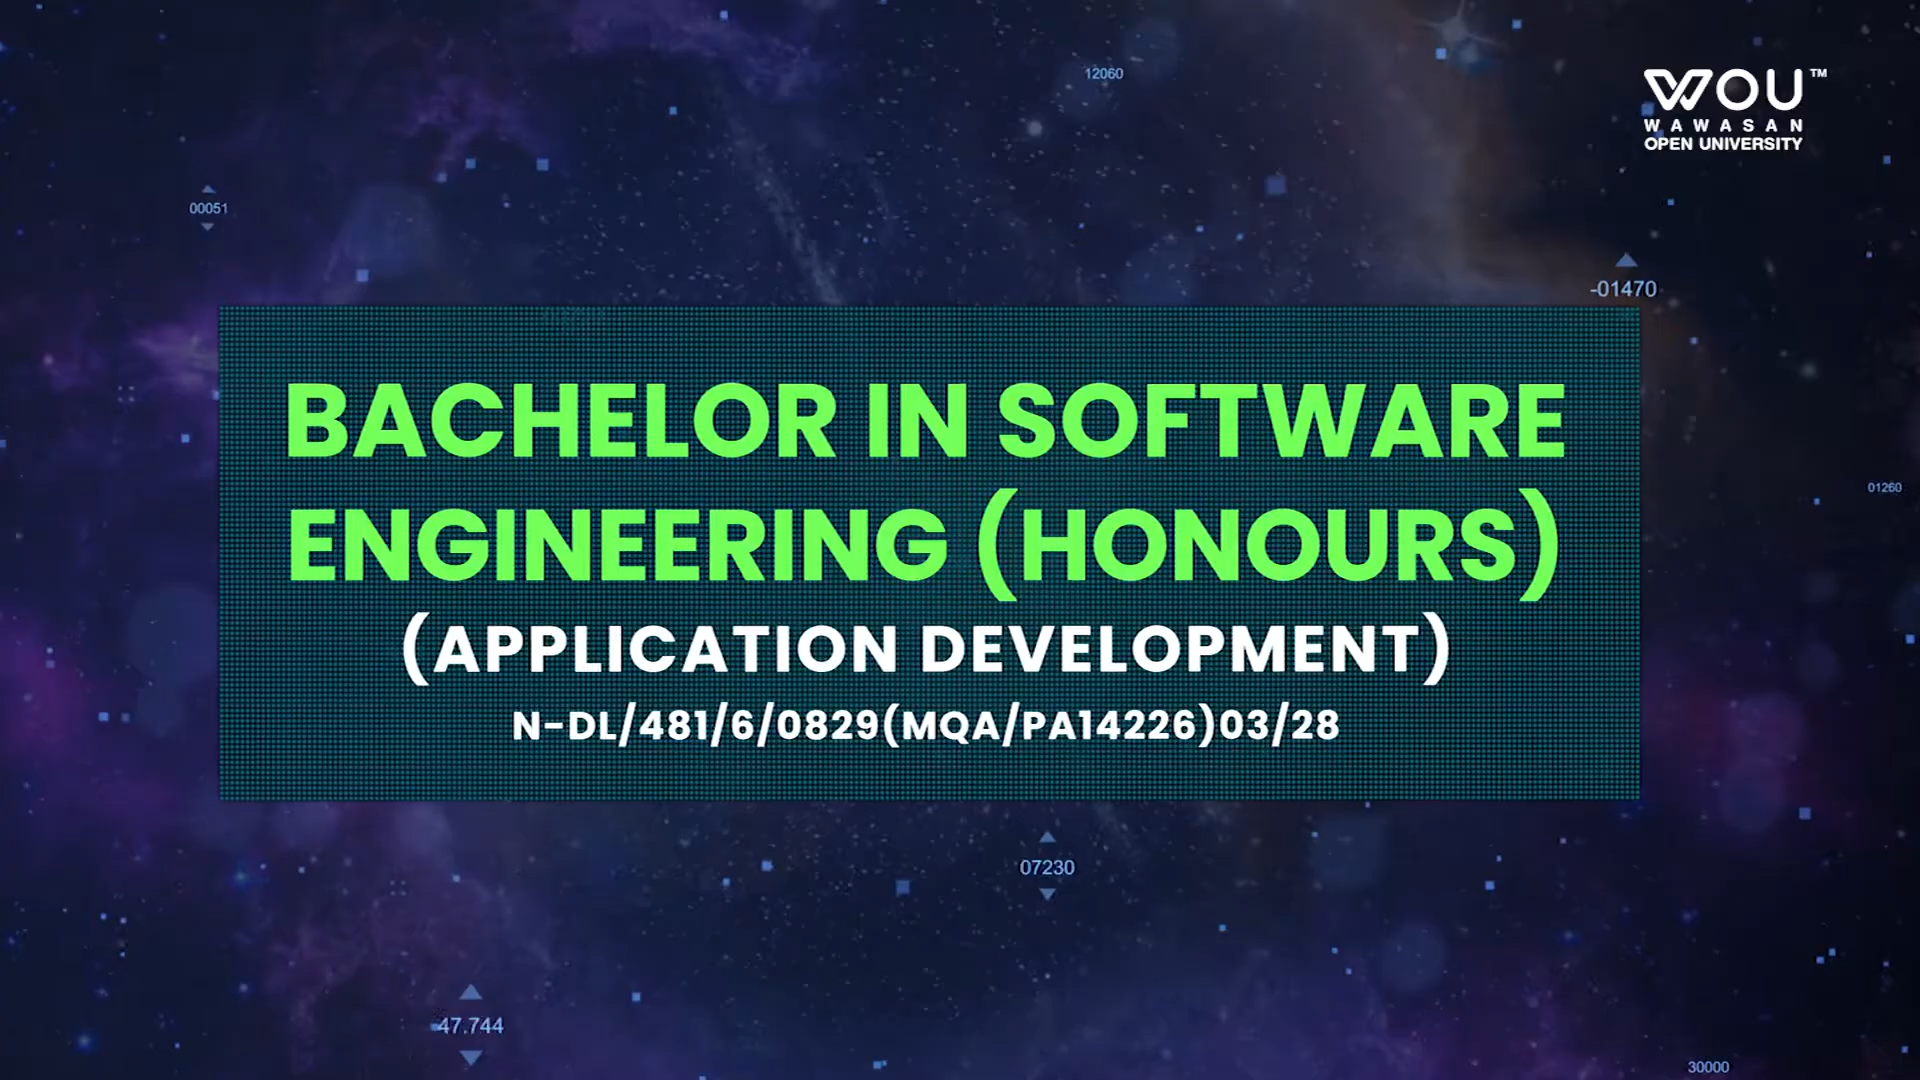 12060
WOU™
WAWASAN
OPEN UNIVERSITY
00051
-01470
BACHELOR IN SOFTWARE
ENGINEERING (HONOURS)
(APPLICATION DEVELOPMENT)
N-DL/481/6/0829(MQA/PA14226)03/28
01260
07230
-47.744
30000